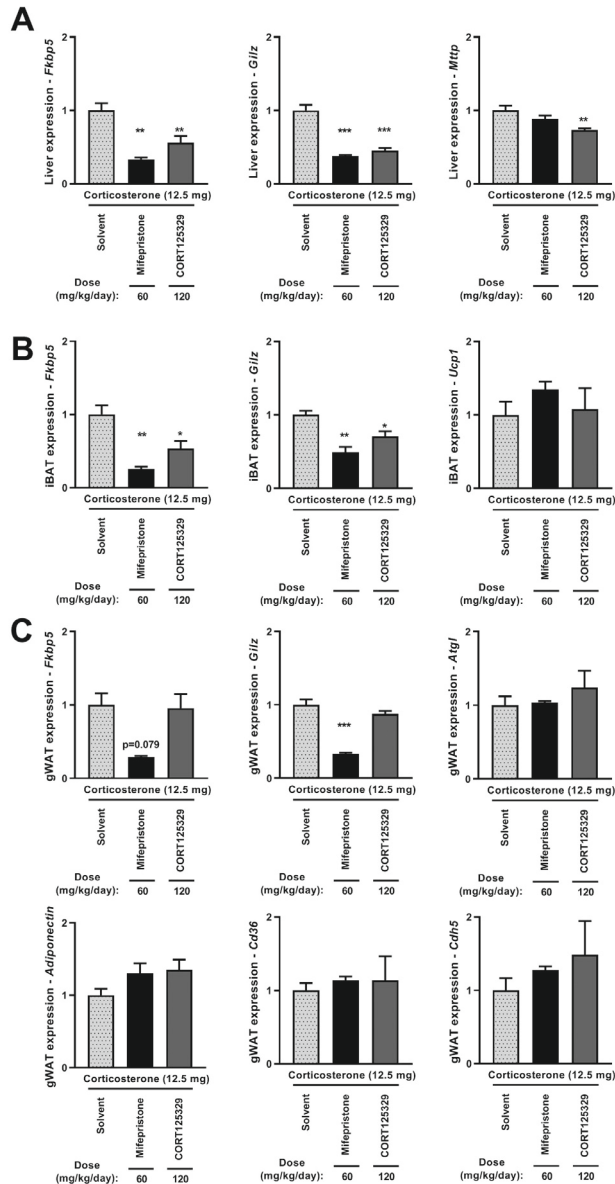 A
Liver expression - Fkbp5
2
1
0
**
**
Corticosterone (12.5 mg)
Solvent
Mifepristone
CORT125329
Dose
(mg/kg/day):
60
120
Liver expression - Gilz
2
1
0
***
***
Corticosterone (12.5 mg)
Solvent
Mifepristone
CORT125329
Dose
(mg/kg/day):
60
120
Liver expression - Mttp
2
1
0
**
Corticosterone (12.5 mg)
Solvent
Mifepristone
CORT125329
Dose
(mg/kg/day):
60
120
B
iBAT expression - Fkbp5
2
1
0
**
*
Corticosterone (12.5 mg)
Solvent
Mifepristone
CORT125329
Dose
(mg/kg/day):
60
120
iBAT expression - Gilz
2
1
0
**
*
Corticosterone (12.5 mg)
Solvent
Mifepristone
CORT125329
Dose
(mg/kg/day):
60
120
iBAT expression - Ucp1
2
1
0
Corticosterone (12.5 mg)
Solvent
Mifepristone
CORT125329
Dose
(mg/kg/day):
60
120
C
gWAT expression - Fkbp5
2
1
0
p=0.079
Corticosterone (12.5 mg)
Solvent
Mifepristone
CORT125329
Dose
(mg/kg/day):
60
120
gWAT expression - Gilz
2
1
0
***
Corticosterone (12.5 mg)
Solvent
Mifepristone
CORT125329
Dose
(mg/kg/day):
60
120
gWAT expression - Atgl
2
1
0
Corticosterone (12.5 mg)
Solvent
Mifepristone
CORT125329
Dose
(mg/kg/day):
60
120
gWAT expression - Adiponectin
2
1
0
Corticosterone (12.5 mg)
Solvent
Mifepristone
CORT125329
Dose
(mg/kg/day):
60
120
gWAT expression - Cd36
2
1
0
Corticosterone (12.5 mg)
Solvent
Mifepristone
CORT125329
Dose
(mg/kg/day):
60
120
gWAT expression - Cdh5
2
1
0
Corticosterone (12.5 mg)
Solvent
Mifepristone
CORT125329
Dose
(mg/kg/day):
60
120